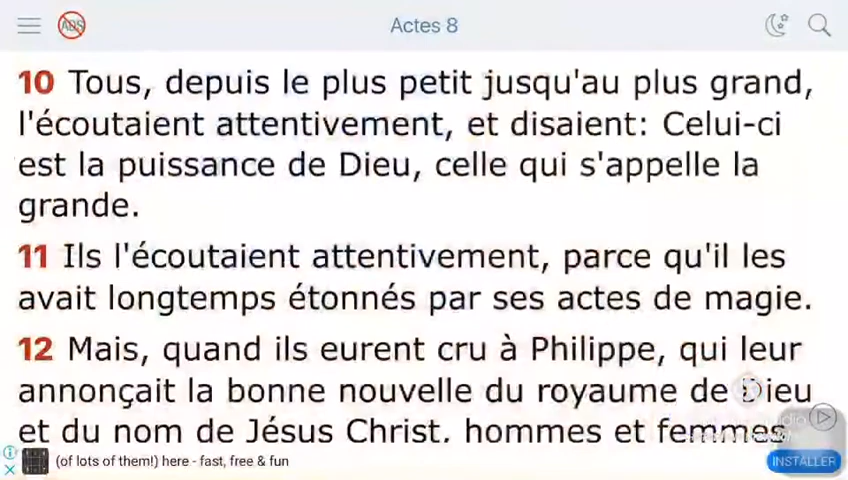 ADS
Actes 8
10 Tous, depuis le plus petit jusqu'au plus grand,
l'écoutaient attentivement, et disaient: Celui-ci
est la puissance de Dieu, celle qui s'appelle la
grande.
11 Ils l'écoutaient attentivement, parce qu'il les
avait longtemps étonnés par ses actes de magie.
12 Mais, quand ils eurent cru à Philippe, qui leur
annonçait la bonne nouvelle du royaume de Dieu
et du nom de Jésus Christ, hommes et femmes
(of lots of them!) here - fast, free & fun
INSTALLER